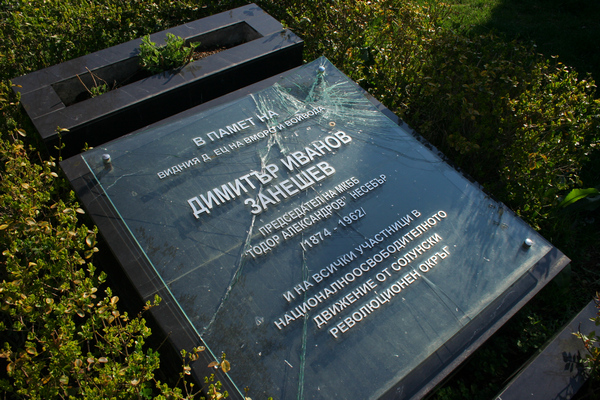 В ПАМЕТ НА
ВИДНИЯ Д ЕЦ НА ВМОРО И ВОЙВОДА
ДИМИТЪР ИВАНОВ
ЗАНЕШЕВ
ПРЕДСЕДАТЕЛ НА МКББ
"ТОДОР АЛЕКСАНДРОВ" НЕСЕБЪР
/1874 - 1962/
И НА ВСИЧКИ УЧАСТНИЦИ В
НАЦИОНАЛНООСВОБОДИТЕЛНОТО
ДВИЖЕНИЕ ОТ СОЛУНСКИ
РЕВОЛЮЦИОНЕН ОКРЪГ